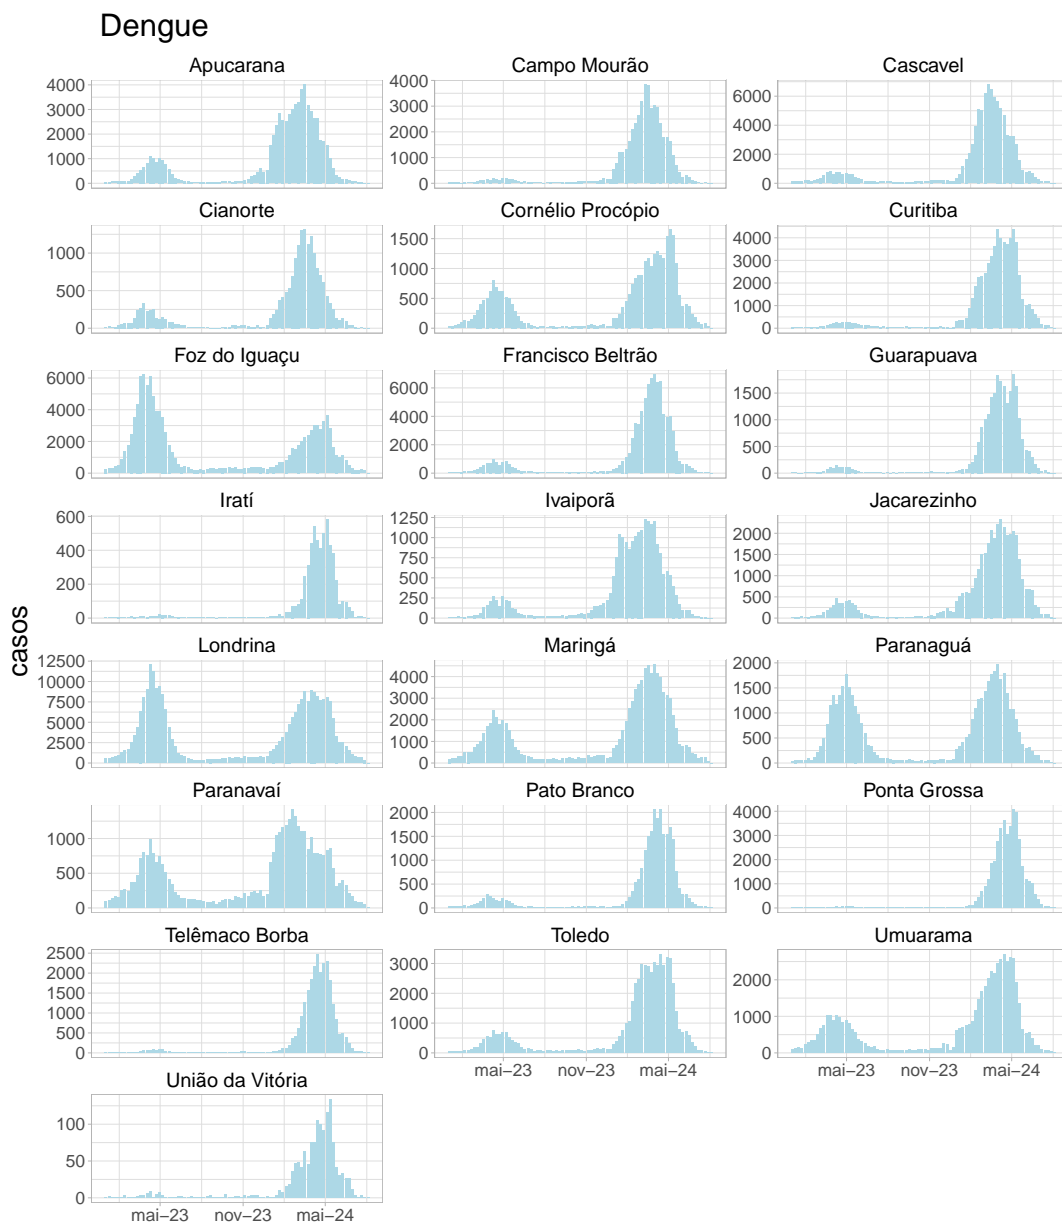 Dengue
Apucarana Campo Mourão Cascavel
4000 3000 2000 1000 0
4000 3000 2000 1000 0
6000 4000 2000 0
Cianorte Cornélio Procópio Curitiba
1000 500 0
1500 1000 500 0
4000 3000 2000 1000 0
Foz do Iguaçu Francisco Beltrão Guarapuava
6000 4000 2000 0
6000 4000 2000 0
1500 1000 500 0
Iratí Ivaiporã Jacarezinho
600 400 200 0
1250 1000 750 500 250 0
2000 1500 1000 500 0
casos
Londrina Maringá Paranaguá
12500 10000 7500 5000 2500 0
4000 3000 2000 1000 0
2000 1500 1000 500 0
Paranavaí Pato Branco Ponta Grossa
1000 500 0
2000 1500 1000 500 0
4000 3000 2000 1000 0
Telêmaco Borba Toledo Umuarama
2500 2000 1500 1000 500 0
3000 2000 1000 0
2000 1000 0
mai–23 nov–23 mai–24 mai–23 nov–23 mai–24
União da Vitória
100 50 0
mai–23 nov–23 mai–24